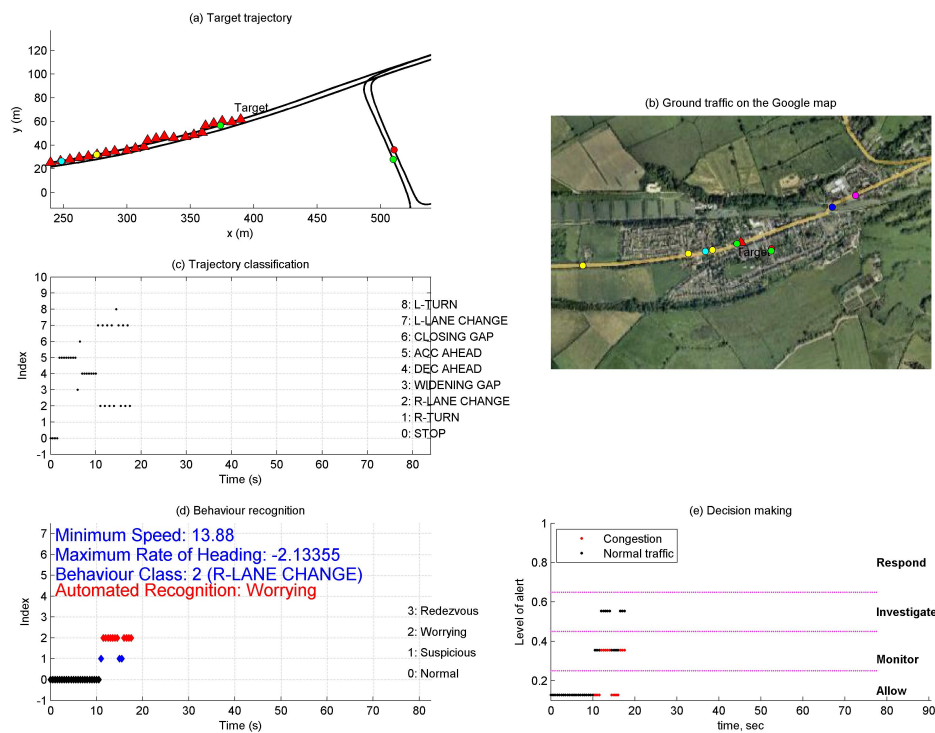 (a) Target trajectory
120
100
80
60
40
20
0
y (m)
Target
250
300
350
400
450
500
x (m)
(b) Ground traffic on the Google map
Target
(c) Trajectory classification
10
9
8
7
6
5
4
3
2
1
0
-1
Index
8: L-TURN
7: L-LANE CHANGE
6: CLOSING GAP
5: ACC AHEAD
4: DEC AHEAD
3: WIDENING GAP
2: R-LANE CHANGE
1: R-TURN
0: STOP
0
10
20
30
40
50
60
70
80
Time (s)
(d) Behaviour recognition
7
6
5
4
3
2
1
0
-1
Index
Minimum Speed: 13.88
Maximum Rate of Heading: -2.13355
Behaviour Class: 2 (R-LANE CHANGE)
Automated Recognition: Worrying
3: Redezvous
2: Worrying
1: Suspicious
0: Normal
0
10
20
30
40
50
60
70
80
Time (s)
(e) Decision making
1
0.8
0.6
0.4
0.2
Level of alert
Congestion
Normal traffic
Respond
Investigate
Monitor
Allow
0
10
20
30
40
50
60
70
80
90
time, sec